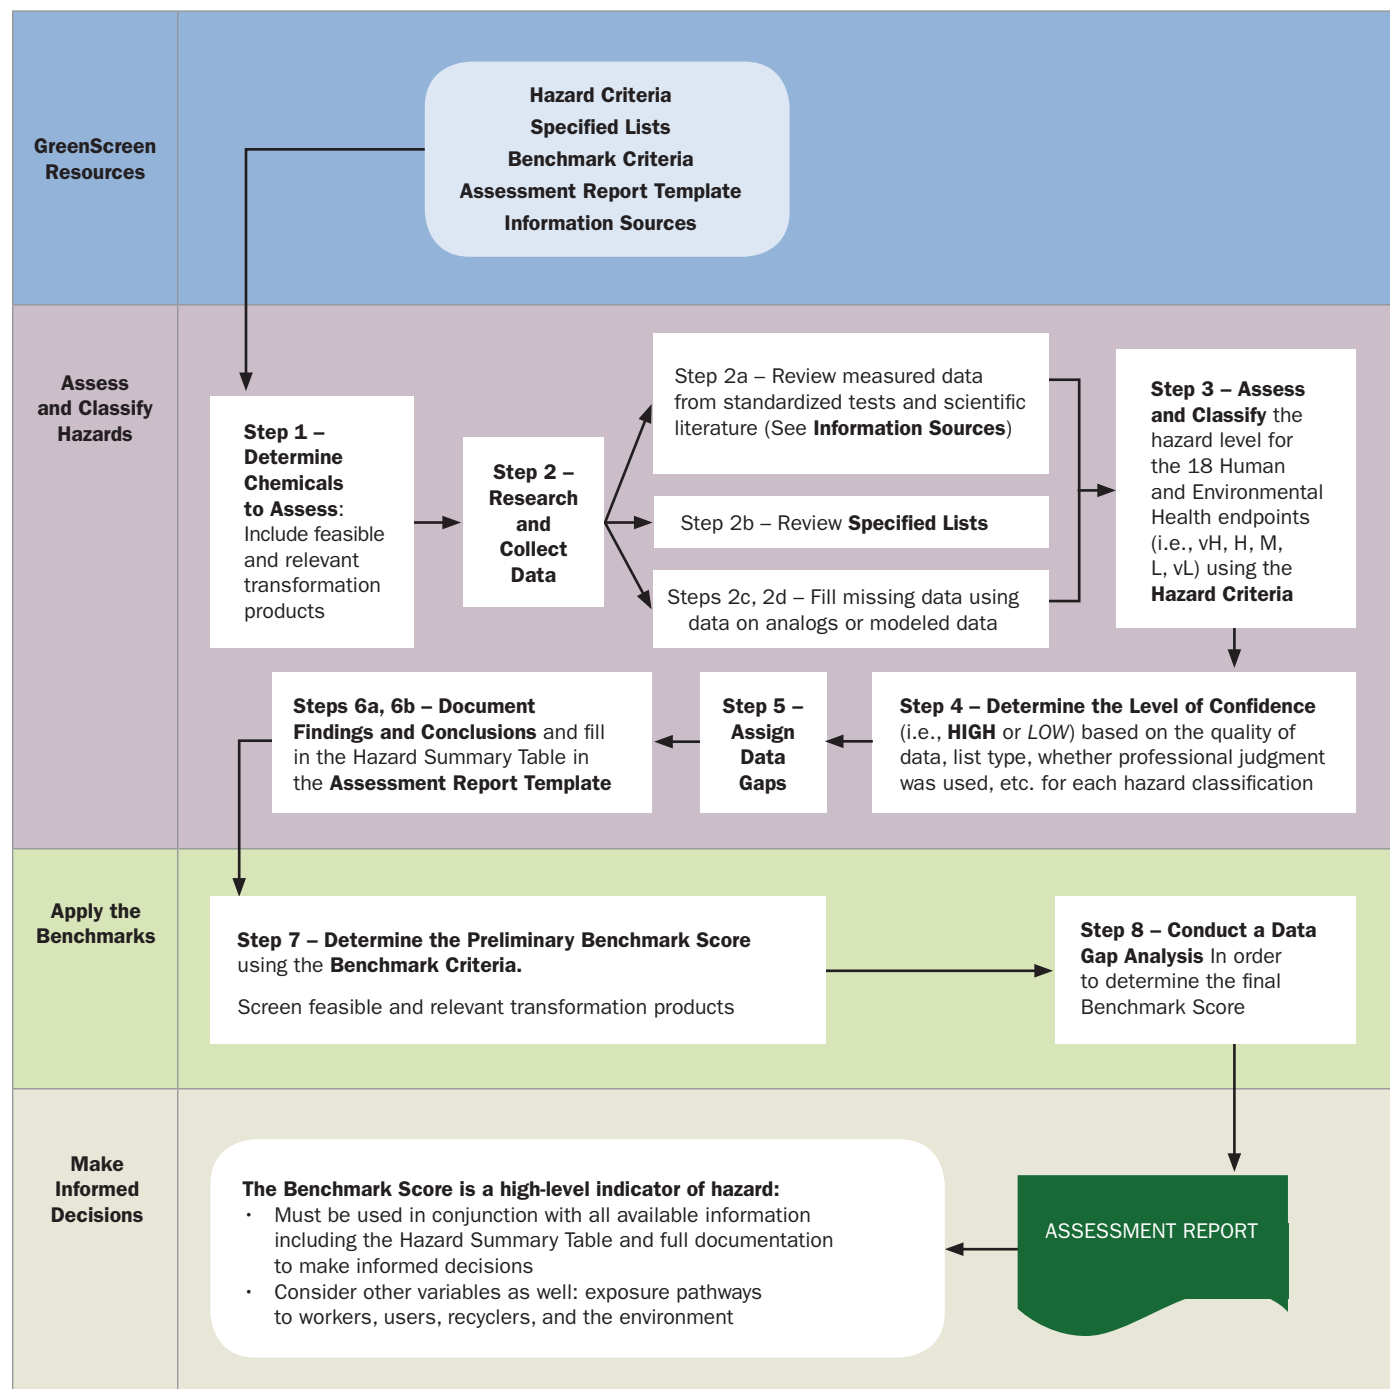 GreenScreen
Resources
Hazard Criteria
Specified Lists
Benchmark Criteria
Assessment Report Template
Information Sources
Assess
and Classify
Hazards
Step 1 –
Determine
Chemicals
to Assess:
Include feasible
and relevant
transformation
products
Step 2 –
Research
and
Collect
Data
Step 2a – Review measured data
from standardized tests and scientific
literature (See Information Sources)
Step 2b – Review Specified Lists
Steps 2c, 2d – Fill missing data using
data on analogs or modeled data
Step 3 – Assess
and Classify the
hazard level for
the 18 Human
and Environmental
Health endpoints
(i.e., vH, H, M,
L, vL) using the
Hazard Criteria
Step 4 – Determine the Level of Confidence
(i.e., HIGH or LOW) based on the quality of
data, list type, whether professional judgment
was used, etc. for each hazard classification
Step 5 –
Assign
Data
Gaps
Steps 6a, 6b – Document
Findings and Conclusions and fill
in the Hazard Summary Table in
the Assessment Report Template
Apply the
Benchmarks
Step 7 – Determine the Preliminary Benchmark Score
using the Benchmark Criteria.
Screen feasible and relevant transformation products
Step 8 – Conduct a Data
Gap Analysis In order
to determine the final
Benchmark Score
Make
Informed
Decisions
The Benchmark Score is a high-level indicator of hazard:
• Must be used in conjunction with all available information
including the Hazard Summary Table and full documentation
to make informed decisions
• Consider other variables as well: exposure pathways
to workers, users, recyclers, and the environment
ASSESSMENT REPORT